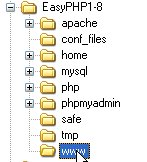 EasyPHP1-8
apache
conf_files
home
mysql
php
phpmyadmin
safe
tmp
www